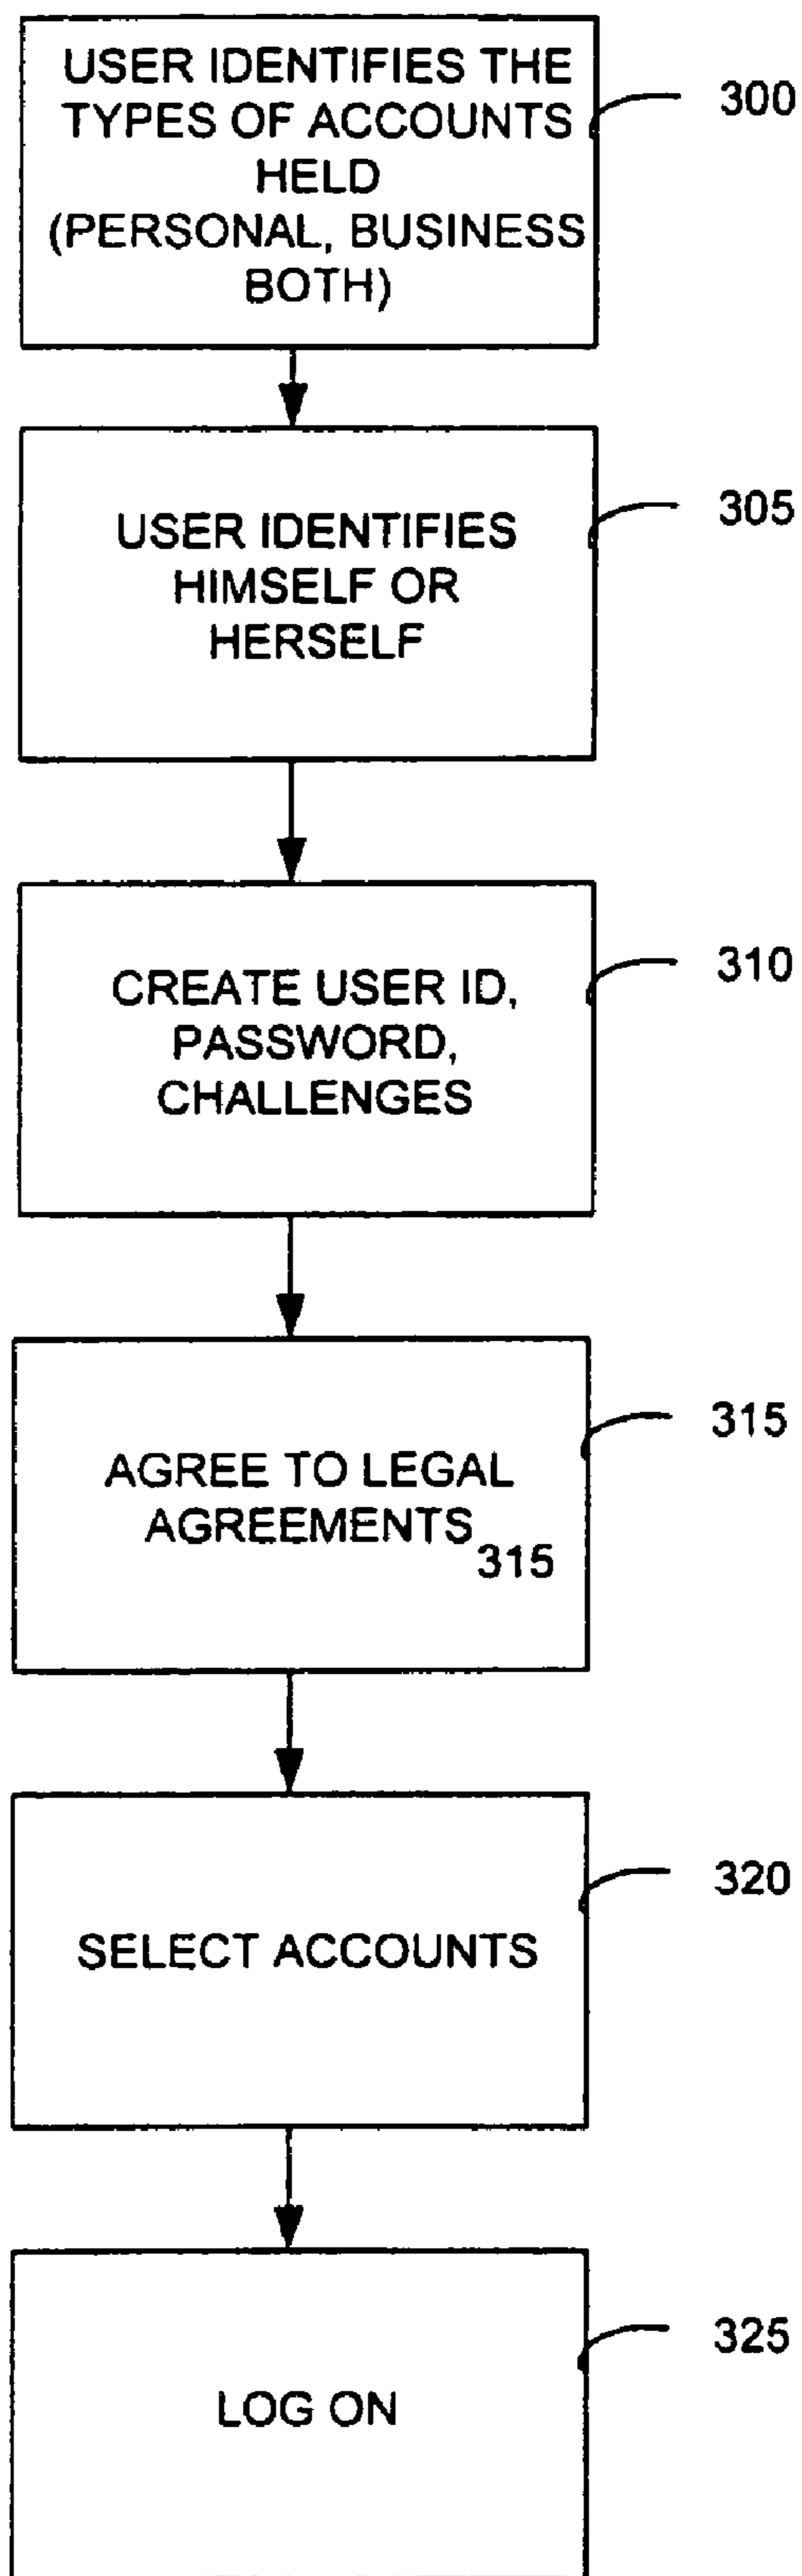 USER IDENTIFIES THE
TYPES OF ACCOUNTS
HELD
(PERSONAL, BUSINESS
BOTH)
300
USER IDENTIFIES
HIMSELF OR
HERSELF
305
CREATE USER ID,
PASSWORD,
CHALLENGES
310
AGREE TO LEGAL
AGREEMENTS
315
315
SELECT ACCOUNTS
320
LOG ON
325